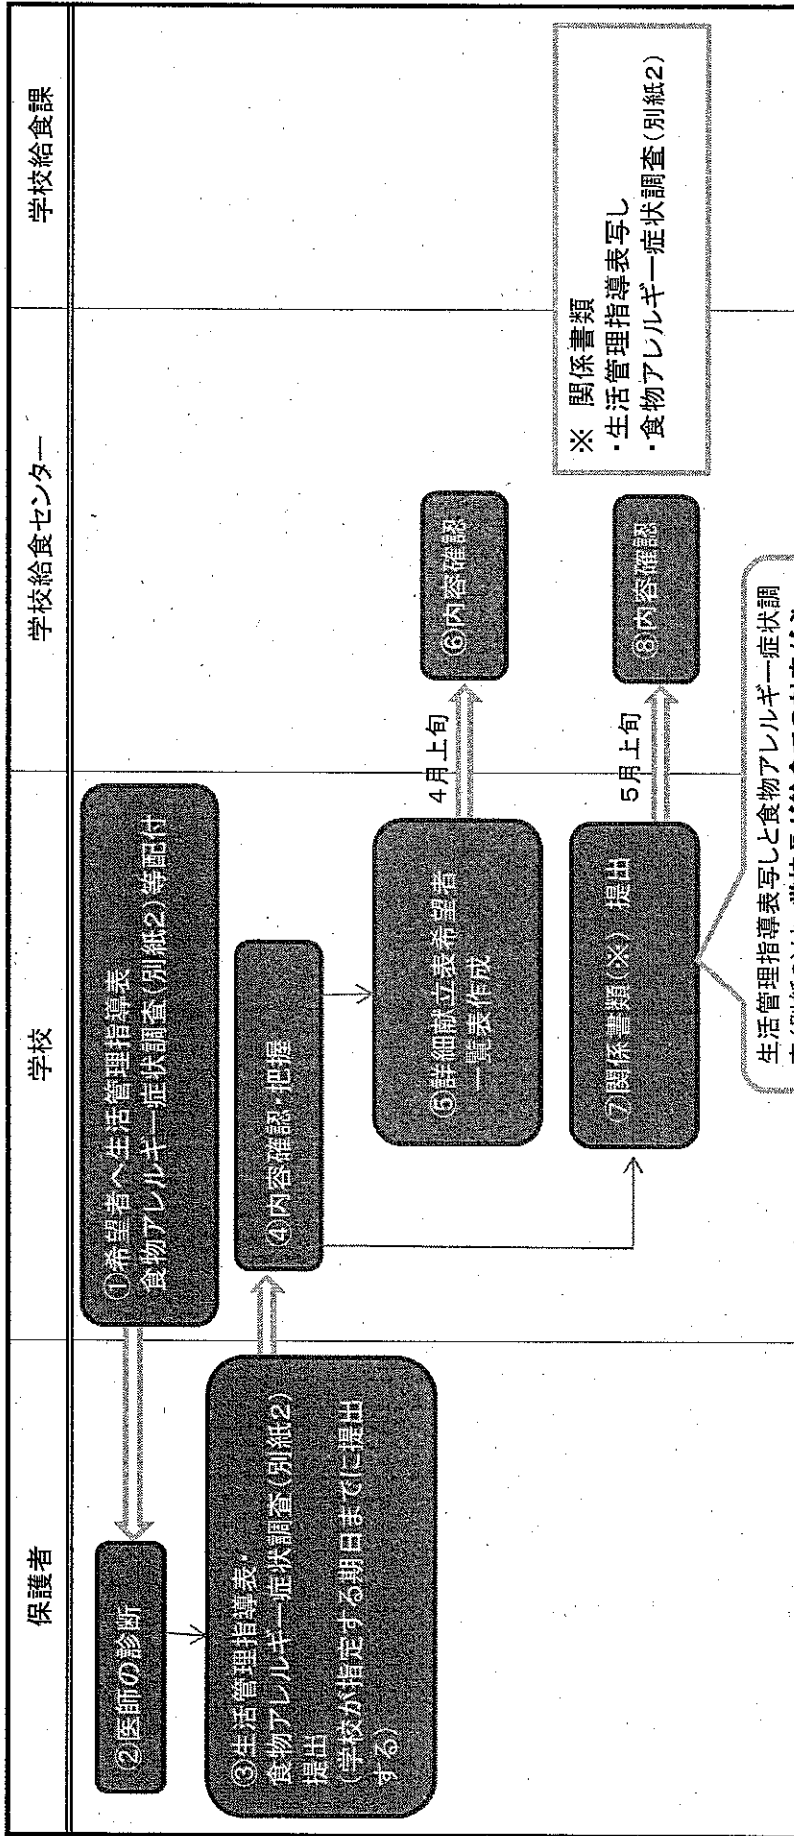 保護者
学校
学校給食センター
学校給食課
①希望者へ生活管理指導表
食物アレルギー症状調査(別紙2)等配付
②医師の診断
③生活管理指導表・
食物アレルギー症状調査(別紙2)
提出
(学校が指定する期日までに提出
する)
④内容確認・把握
⑤詳細献立表希望者
一覧表作成
4月上旬
⑥内容確認
⑦関係書類(※) 提出
5月上旬
⑧内容確認
※ 関係書類
・生活管理指導表写し
・食物アレルギー症状調査(別紙2)
生活管理指導表写しと食物アレルギー症状調